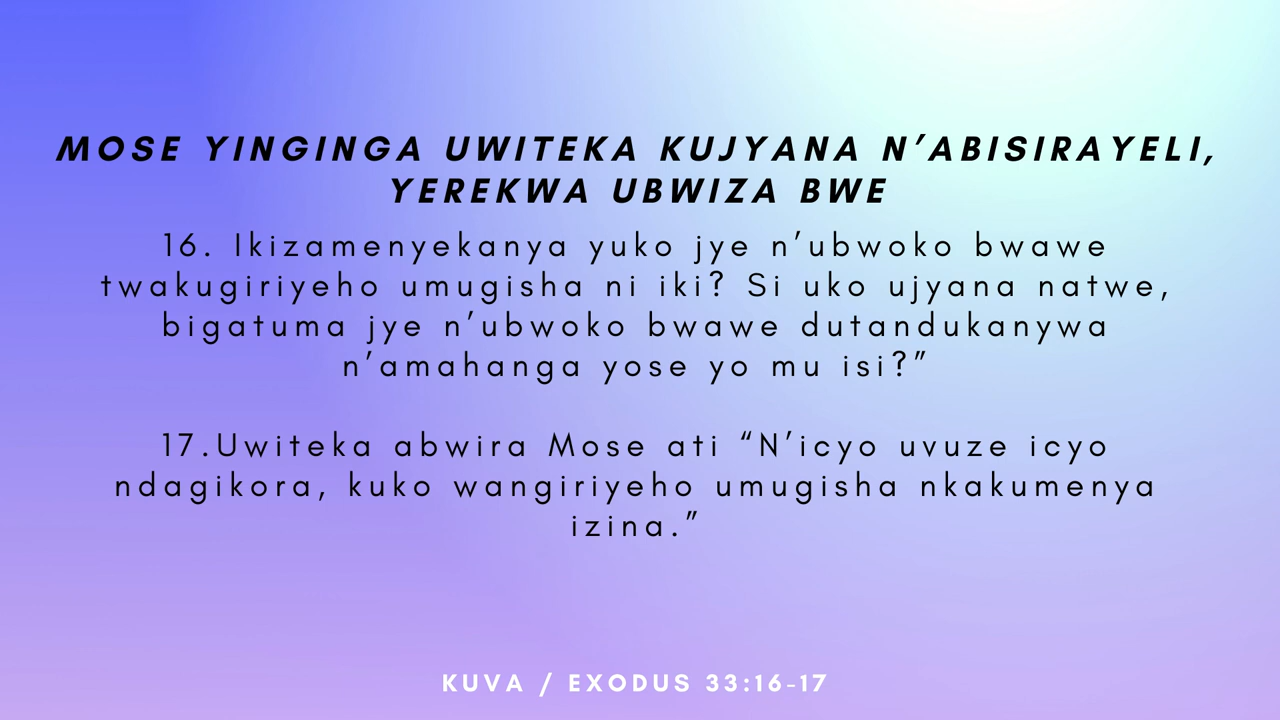 MOSE YINGINGA UWITEKA KUJYANA N’ABISIRAYELI,
YEREKWA UBWIZA BWE
16. Ikizamenyekanya yuko jye n’ubwoko bwawe
twakugiriyeho umugisha ni iki? Si uko ujyana natwe,
bigatuma jye n’ubwoko bwawe dutandukanywa
n’amahanga yose yo mu isi?”
17.Uwiteka abwira Mose ati “N’icyo uvuze icyo
ndagikora, kuko wangiriyeho umugisha nkakumenya
izina.”
KUVA / EXODUS 33:16-17